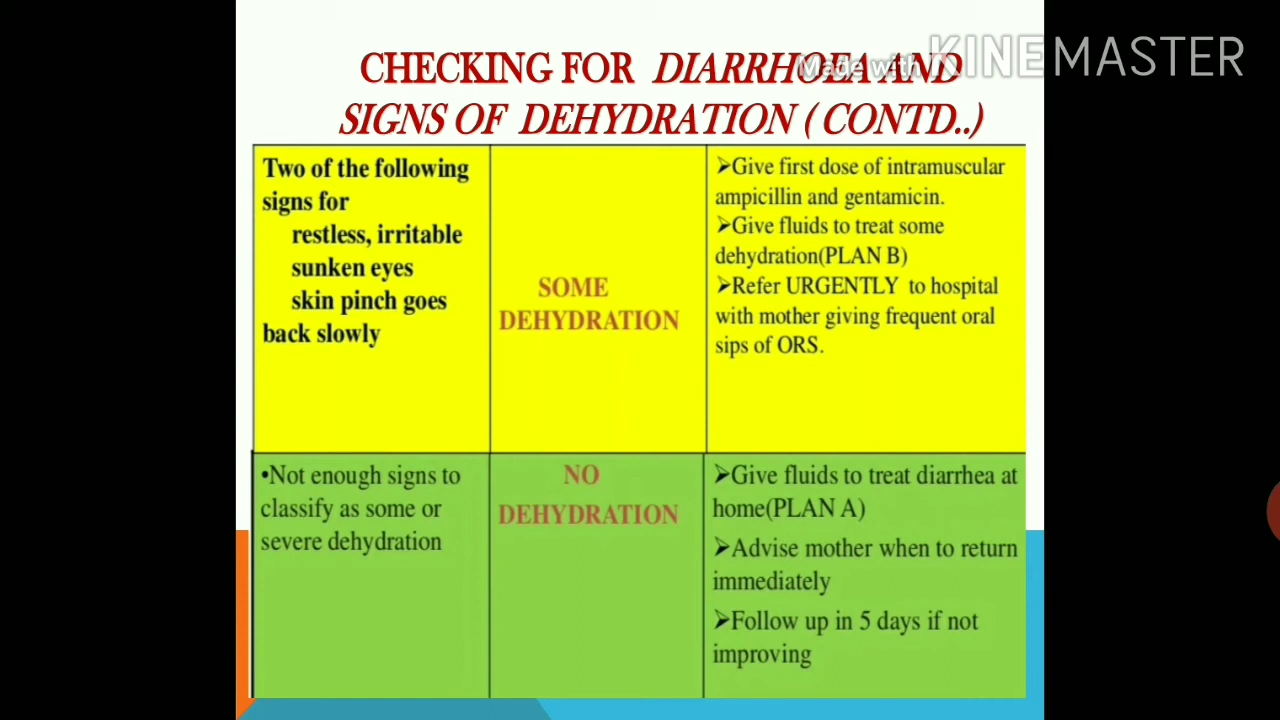 CHECKING FOR DIARRHOEA AND
SIGNS OF DEHYDRATION ( CONTD..)
Made with KINEMASTER
Two of the following
signs for
restless, irritable
sunken eyes
skin pinch goes
back slowly
SOME
DEHYDRATION
➢Give first dose of intramuscular
ampicillin and gentamicin.
➢Give fluids to treat some
dehydration(PLAN B)
➢Refer URGENTLY to hospital
with mother giving frequent oral
sips of ORS.
•Not enough signs to
classify as some or
severe dehydration
NO
DEHYDRATION
➢Give fluids to treat diarrhea at
home(PLAN A)
➢Advise mother when to return
immediately
➢Follow up in 5 days if not
improving